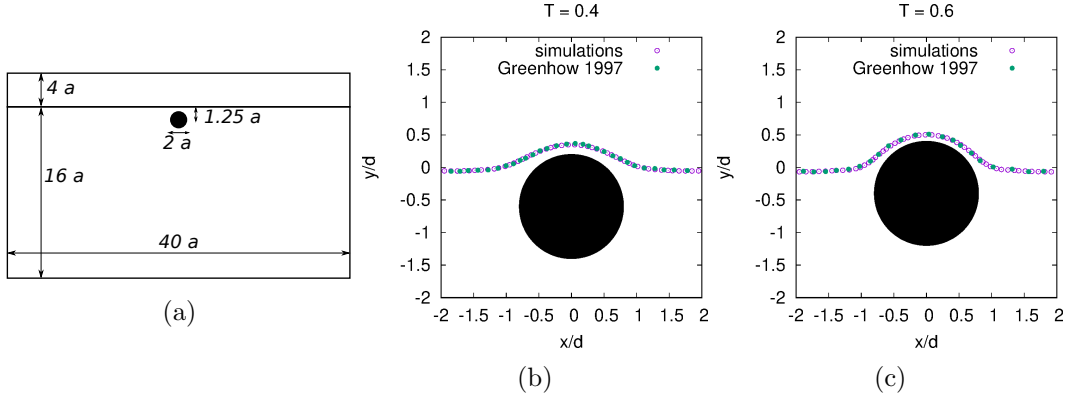 4 a
1.25 a
2 a
16 a
40 a
(a)
T = 0.4
simulations
Greenhow 1997
y/d
2
1.5
1
0.5
0
-0.5
-1
-1.5
-2
-2 -1.5 -1 -0.5 0 0.5 1 1.5 2
x/d
(b)
T = 0.6
simulations
Greenhow 1997
y/d
2
1.5
1
0.5
0
-0.5
-1
-1.5
-2
-2 -1.5 -1 -0.5 0 0.5 1 1.5 2
x/d
(c)